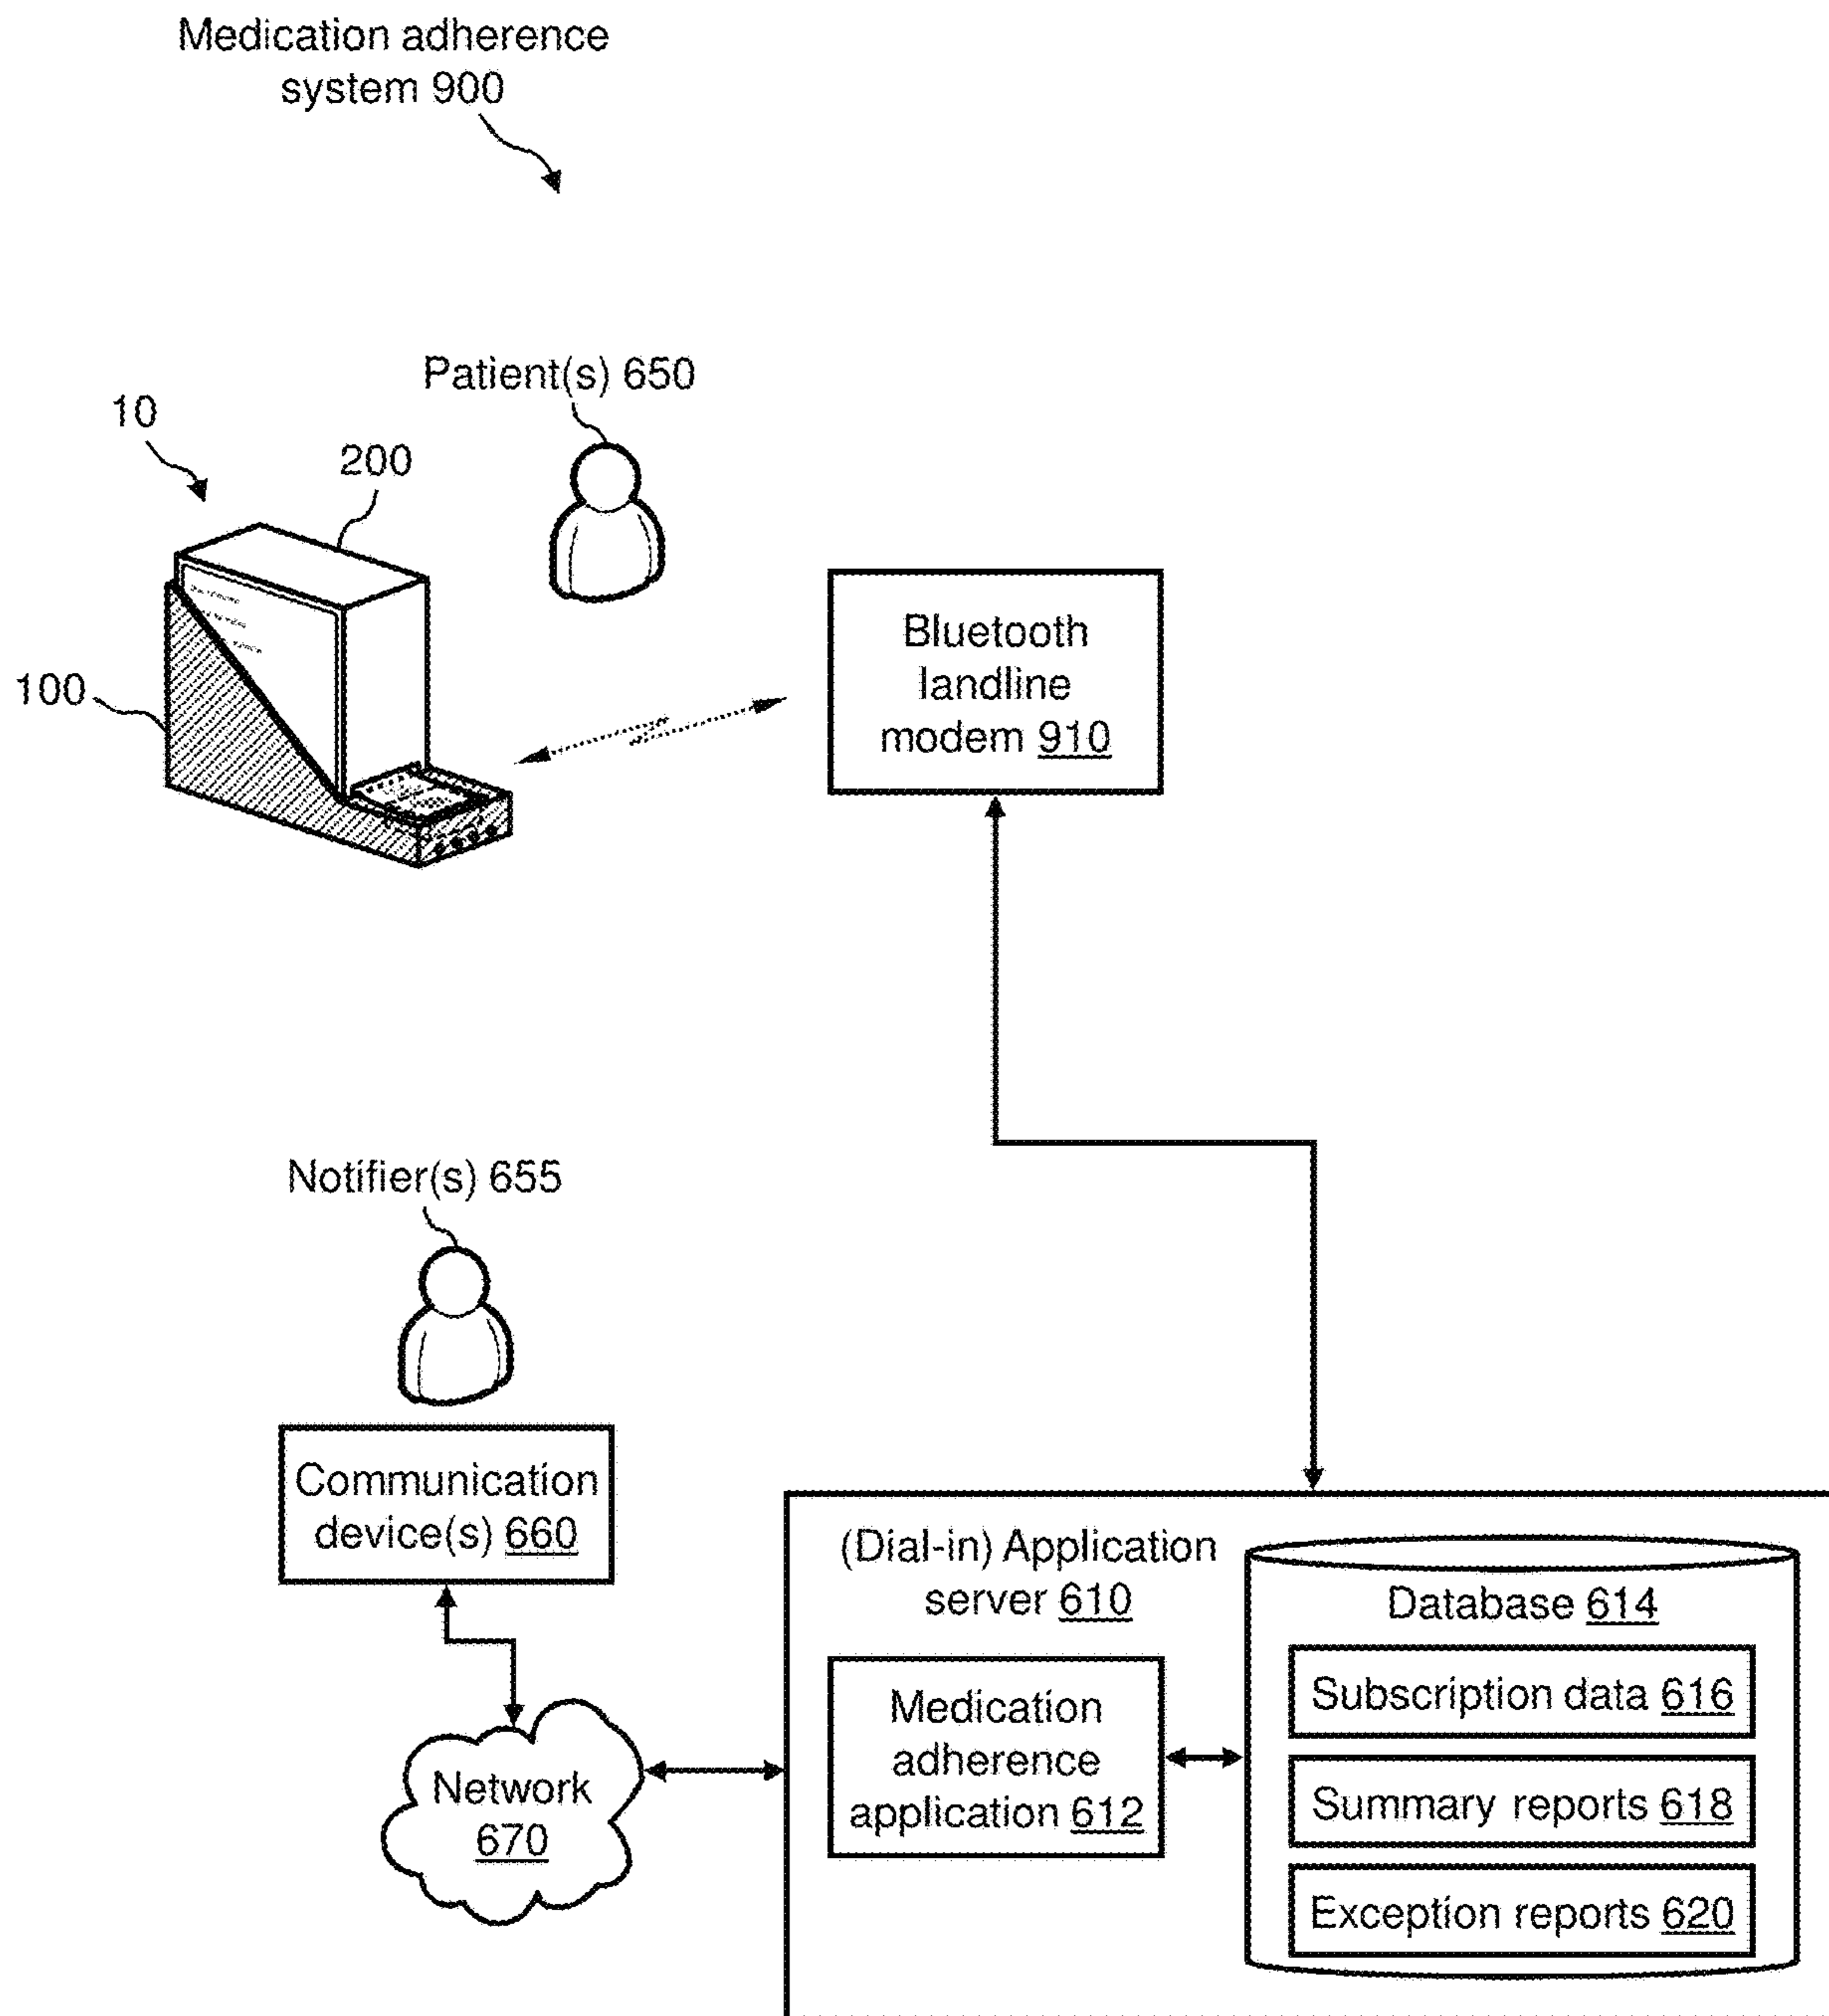 Medication adherence
system 900
Patient(s) 650
10
200
100
Bluetooth
landline
modem 910
Notifier(s) 655
Communication
device(s) 660
Network
670
(Dial-in) Application
server 610
Medication
adherence
application 612
Database 614
Subscription data 616
Summary reports 618
Exception reports 620